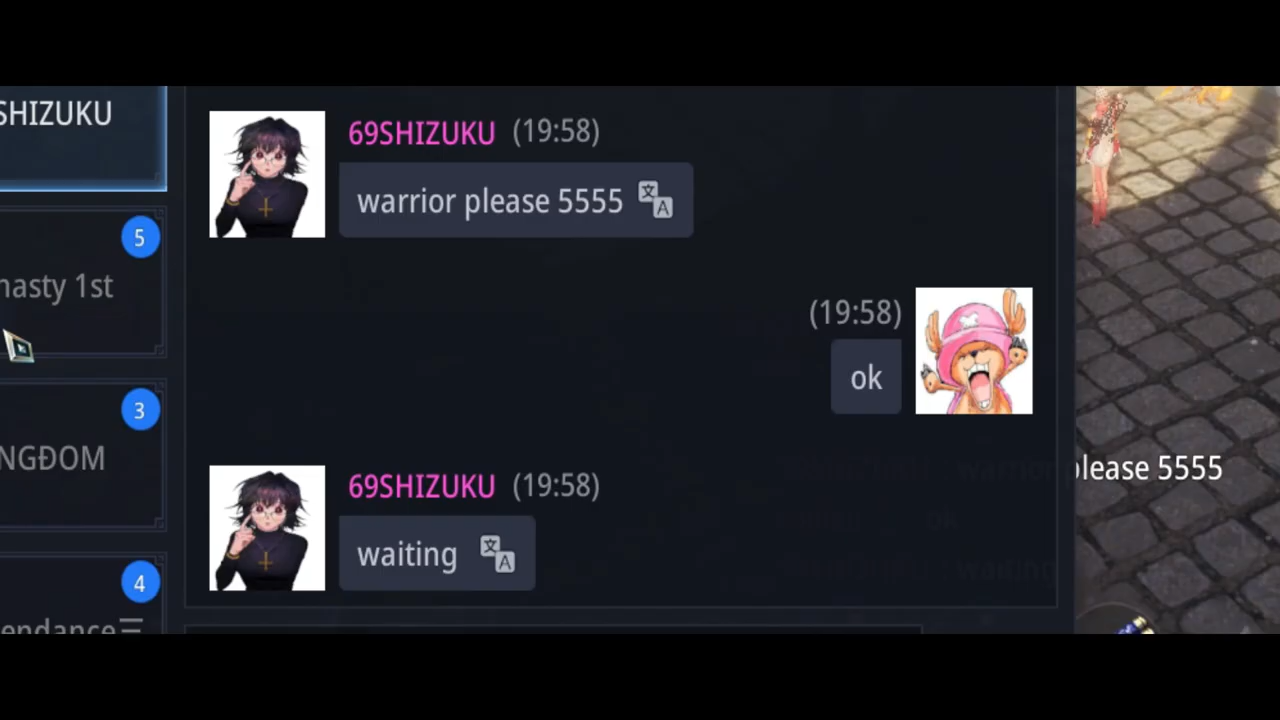 SHIZUKU
69SHIZUKU (19:58)
warrior please 5555
5
nasty 1st
(19:58)
ok
3
NGĐOM
69SHIZUKU (19:58)
waiting
please 5555
4
endance